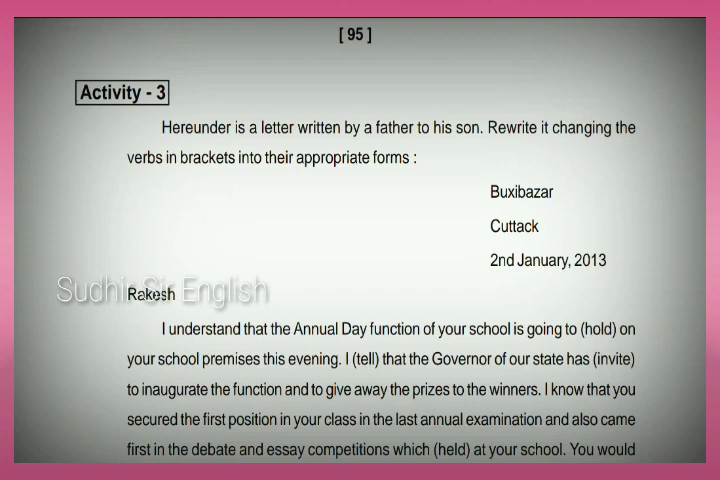 [ 95 ]
Activity - 3
Hereunder is a letter written by a father to his son. Rewrite it changing the
verbs in brackets into their appropriate forms :
Buxibazar
Cuttack
2nd January, 2013
Sudhir Sir English
Rakesh
I understand that the Annual Day function of your school is going to (hold) on
your school premises this evening. I (tell) that the Governor of our state has (invite)
to inaugurate the function and to give away the prizes to the winners. I know that you
secured the first position in your class in the last annual examination and also came
first in the debate and essay competitions which (held) at your school. You would